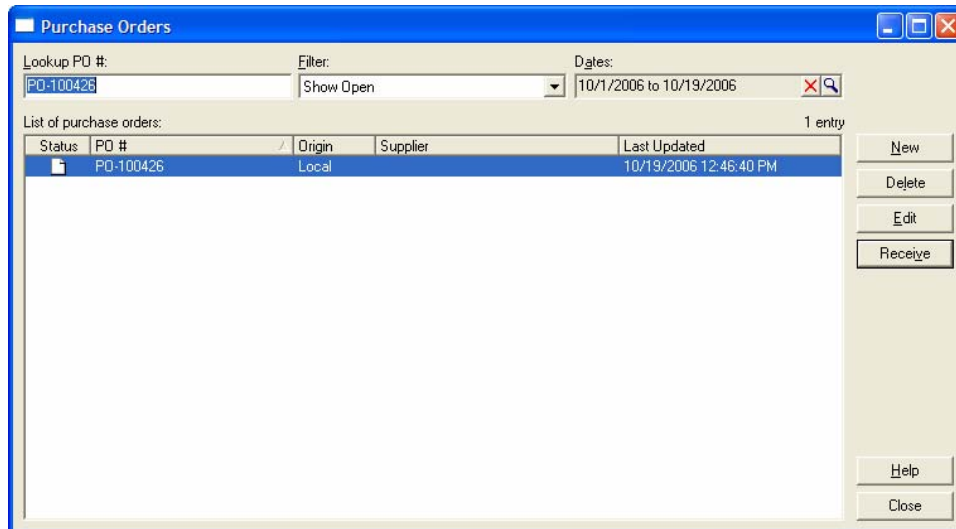 Purchase Orders
Lookup PO #: Filter: Dates:
PO-100426 Show Open 10/1/2006 to 10/19/2006
List of purchase orders: 1 entry
Status PO # Origin Supplier Last Updated
PO-100426 Local 10/19/2006 12:46:40 PM
New
Delete
Edit
Receive
Help
Close